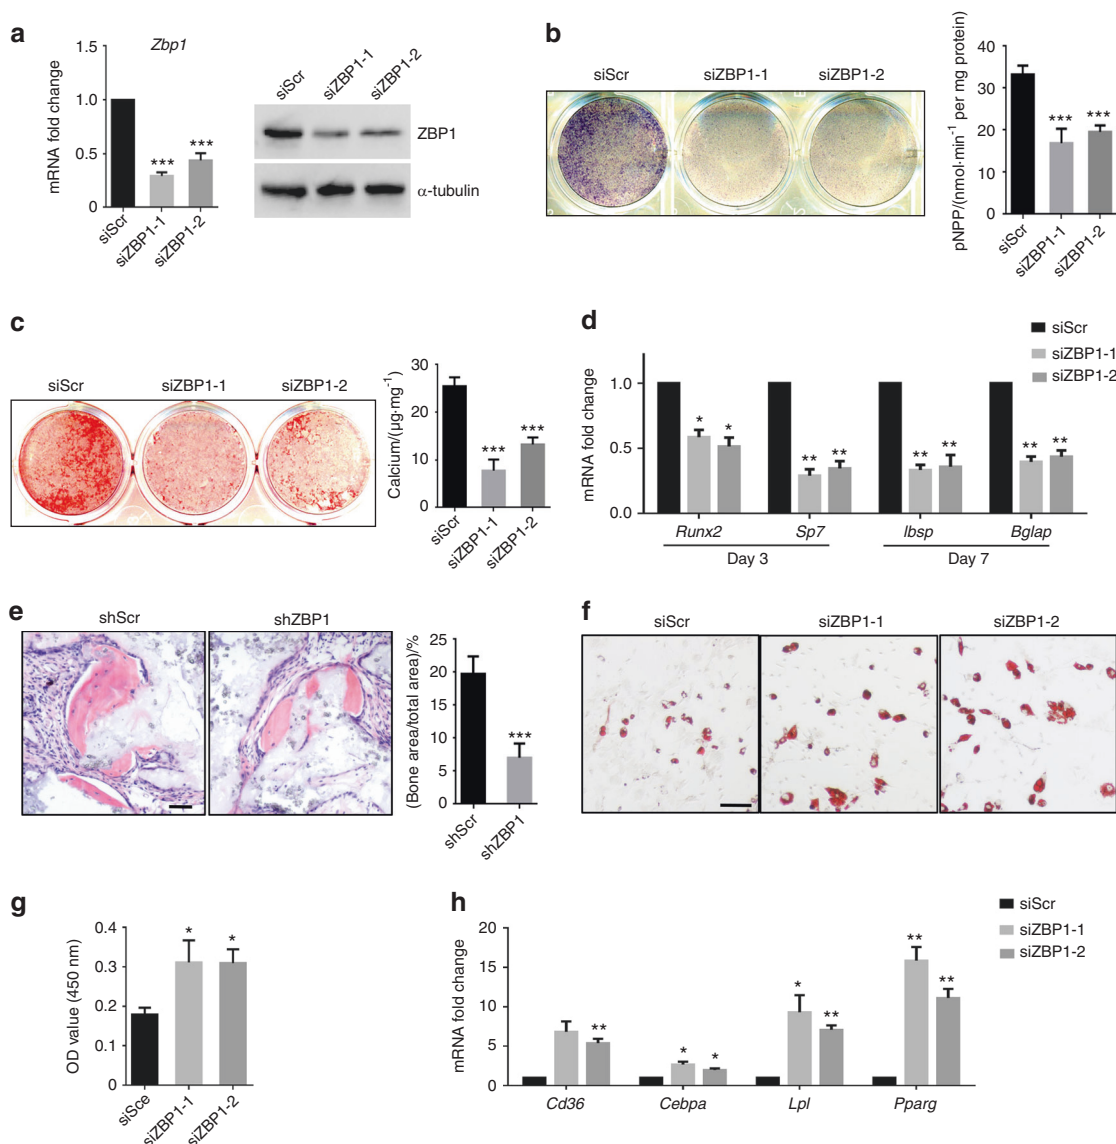 a
Zbp1
mRNA fold change
1.5
1.0
0.5
0
***
***
siScr
siZBP1-1
siZBP1-2
siScr
siZBP1-1
siZBP1-2
ZBP1
α-tubulin
b
siScr
siZBP1-1
siZBP1-2
pNPP/(nmol·min⁻¹ per mg protein)
40
30
20
10
0
***
***
siScr
siZBP1-1
siZBP1-2
c
siScr
siZBP1-1
siZBP1-2
Calcium/(μg·mg⁻¹)
30
20
10
0
***
***
siScr
siZBP1-1
siZBP1-2
d
siScr
siZBP1-1
siZBP1-2
mRNA fold change
1.0
0.5
0.0
* * ** ** ** ** ** **
Runx2 Sp7 Ibsp Bglap
Day 3 Day 7
e
shScr
shZBP1
(Bone area/total area)/%
25
20
15
10
5
0
***
shScr
shZBP1
f
siScr
siZBP1-1
siZBP1-2
g
OD value (450 nm)
0.4
0.3
0.2
0.1
0
*
*
siSce
siZBP1-1
siZBP1-2
h
siScr
siZBP1-1
siZBP1-2
mRNA fold change
20
15
10
5
0
** * * * ** ** **
Cd36 Cebpa Lpl Pparg